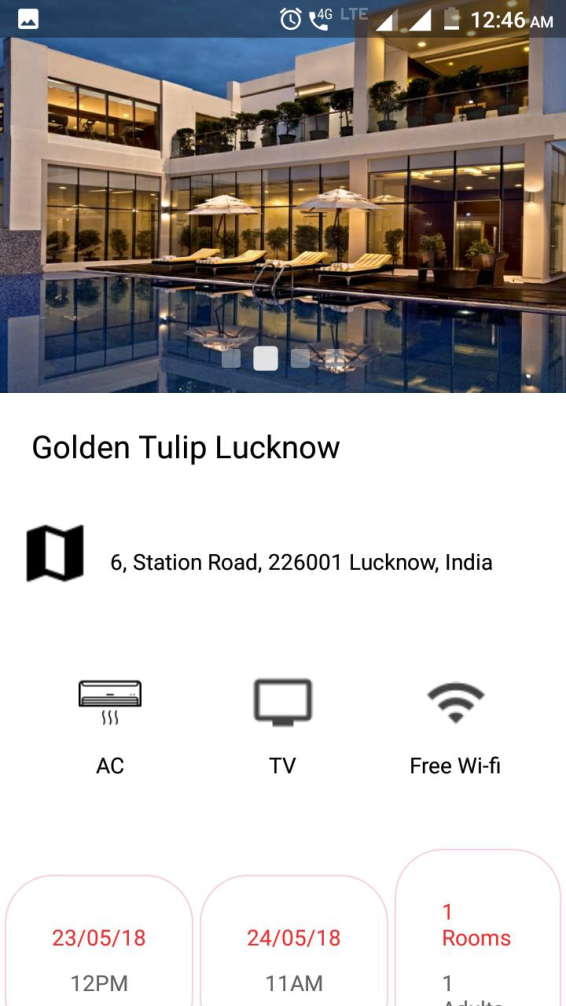 4G LTE 12:46 AM
Golden Tulip Lucknow
6, Station Road, 226001 Lucknow, India
AC TV Free Wi-fi
23/05/18 24/05/18 1
Rooms
12PM 11AM 1
Adults